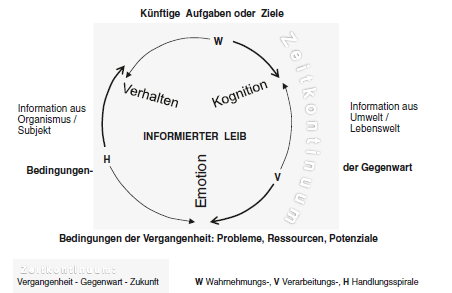 Künftige Aufgaben oder Ziele
W
Zeitkontinuum
Verhalten
Kognition
Information aus
Organismus /
Subjekt
INFORMIERTER LEIB
Information aus
Umwelt /
Lebenswelt
H
Bedingungen-
Emotion
V
der Gegenwart
Bedingungen der Vergangenheit: Probleme, Ressourcen, Potenziale
Zeitkontinuum:
Vergangenheit - Gegenwart - Zukunft
W Wahrnehmungs-, V Verarbeitungs-, H Handlungsspirale